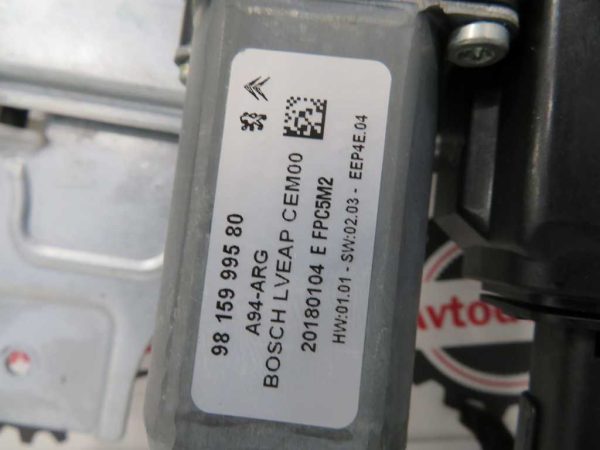 98 159 995 80
A94-ARG
BOSCH LVEAP CEM00
20180104 E FPC5M2
HW:01.01 - SW:02.03 - EEP4E.04
Avtod